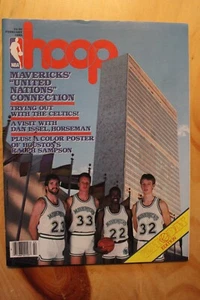 NBA
hoop
MAVERICKS'
"UNITED
NATIONS"
CONNECTION
TRYING OUT
WITH THE CELTICS!
A VISIT WITH
DAN ISSEL, HORSEMAN
PLUS! A COLOR POSTER
OF HOUSTON'S
RALPH SAMPSON
23
33
22
32